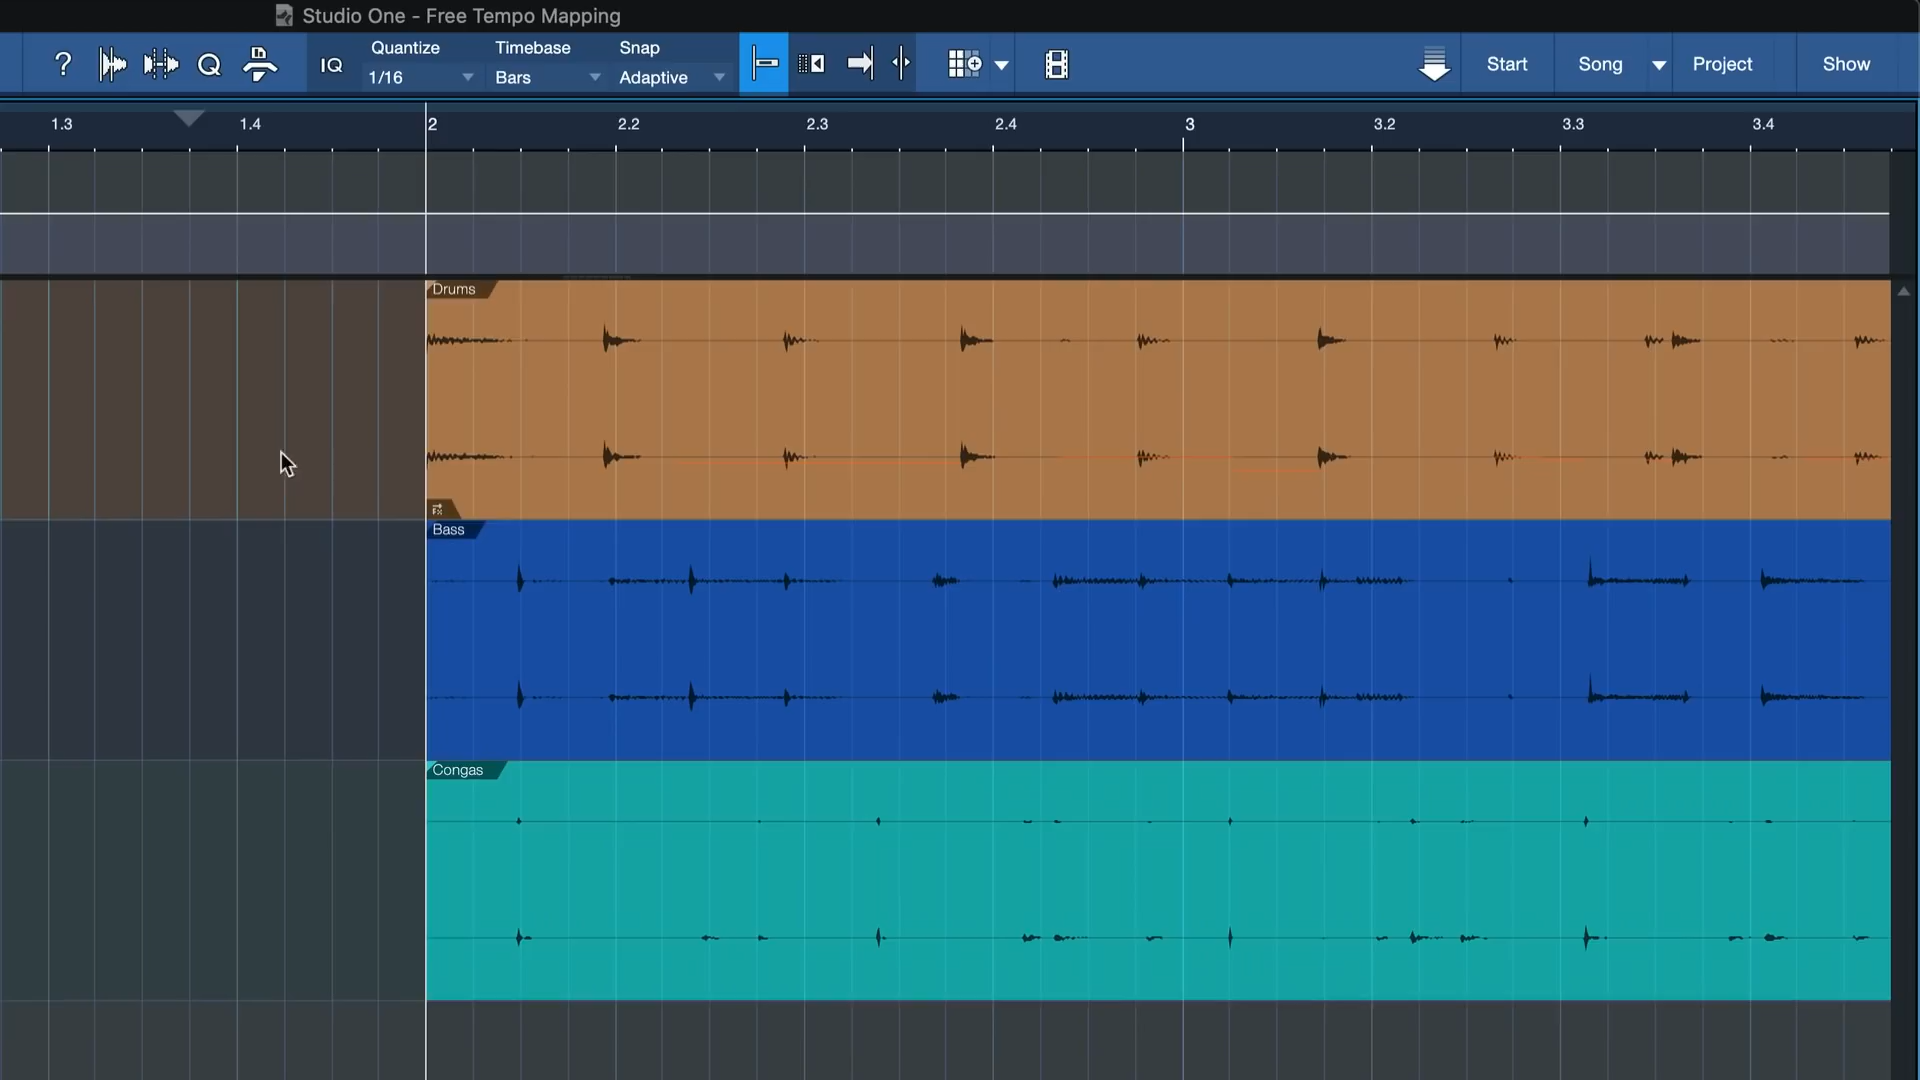 Studio One - Free Tempo Mapping
? Q IQ Quantize Timebase Snap
1/16 Bars Adaptive
Start Song Project Show
1.3 1.4 2 2.2 2.3 2.4 3 3.2 3.3 3.4
Drums
FX
Bass
Congas